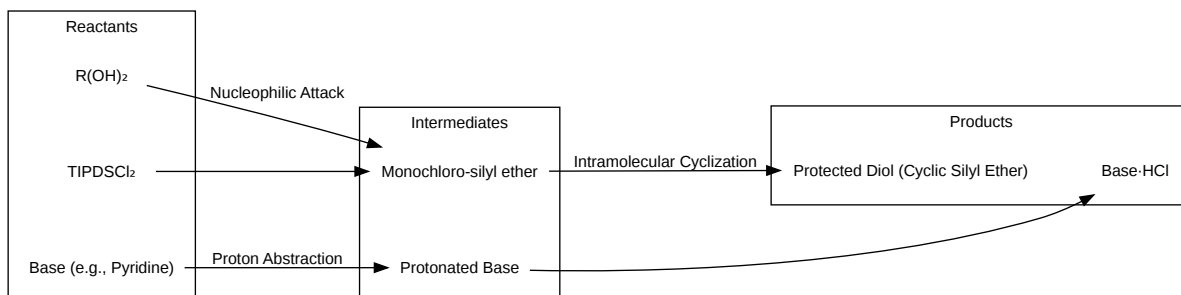 Reactants
R(OH)₂
Nucleophilic Attack
Intermediates
Products
TIPDSCl₂
Monochloro-silyl ether
Intramolecular Cyclization
Protected Diol (Cyclic Silyl Ether)
Base·HCl
Base (e.g., Pyridine)
Proton Abstraction
Protonated Base